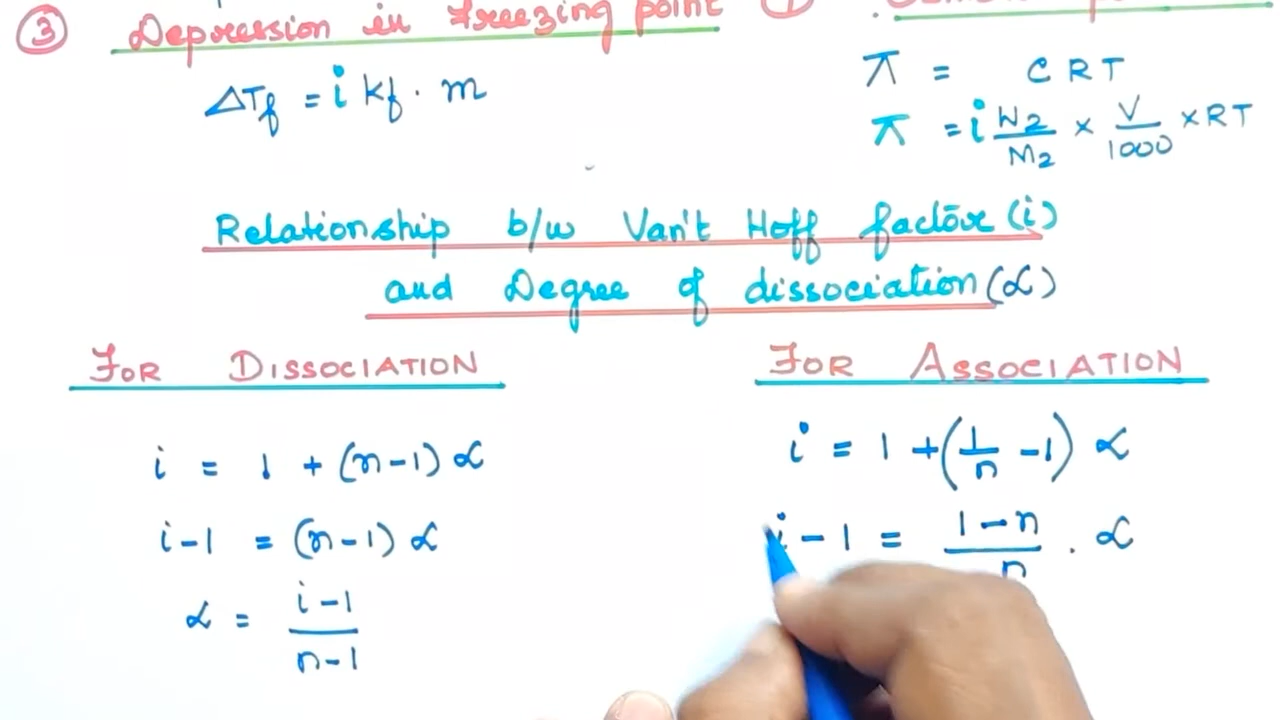 ③ Depression in Freezing point
ΔTf = i Kf · m
π = C R T
π = i W2/M2 × V/1000 × RT
Relationship b/w Van't Hoff factor (i)
and Degree of dissociation (α)
FOR DISSOCIATION
i = 1 + (n-1) α
i-1 = (n-1) α
α = i-1/n-1
FOR ASSOCIATION
i = 1 + (1/n - 1) α
i - 1 = 1-n/n . α